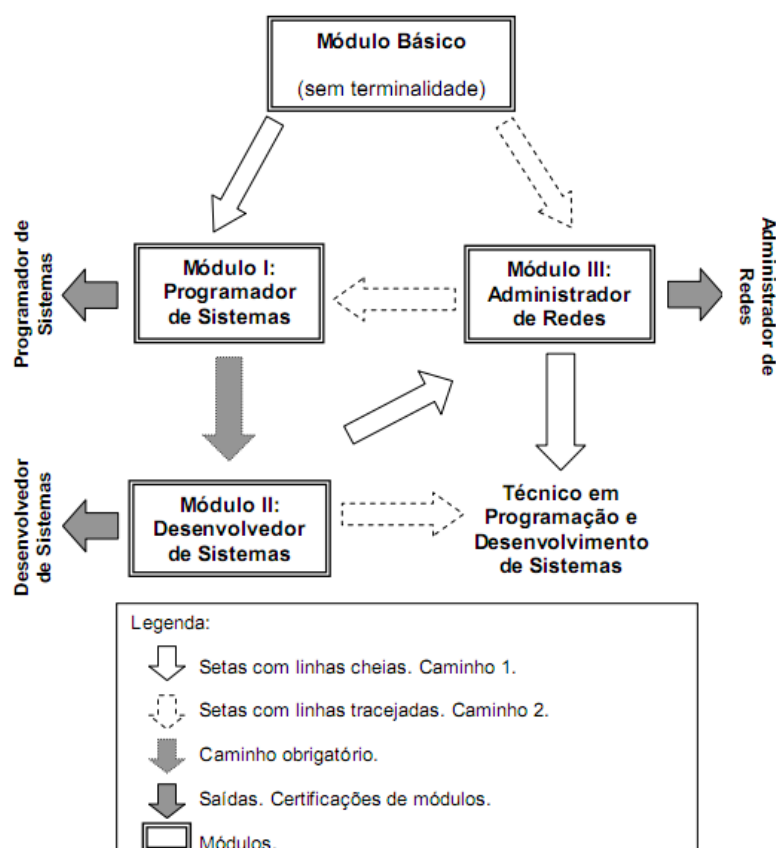 Módulo Básico
(sem terminalidade)
Programador de
Sistemas
Módulo I:
Programador
de Sistemas
Módulo III:
Administrador
de Redes
Administrador de
Redes
Desenvolvedor
de Sistemas
Módulo II:
Desenvolvedor
de Sistemas
Técnico em
Programação e
Desenvolvimento
de Sistemas
Legenda:
Setas com linhas cheias. Caminho 1.
Setas com linhas tracejadas. Caminho 2.
Caminho obrigatório.
Saídas. Certificações de módulos.
Módulos.